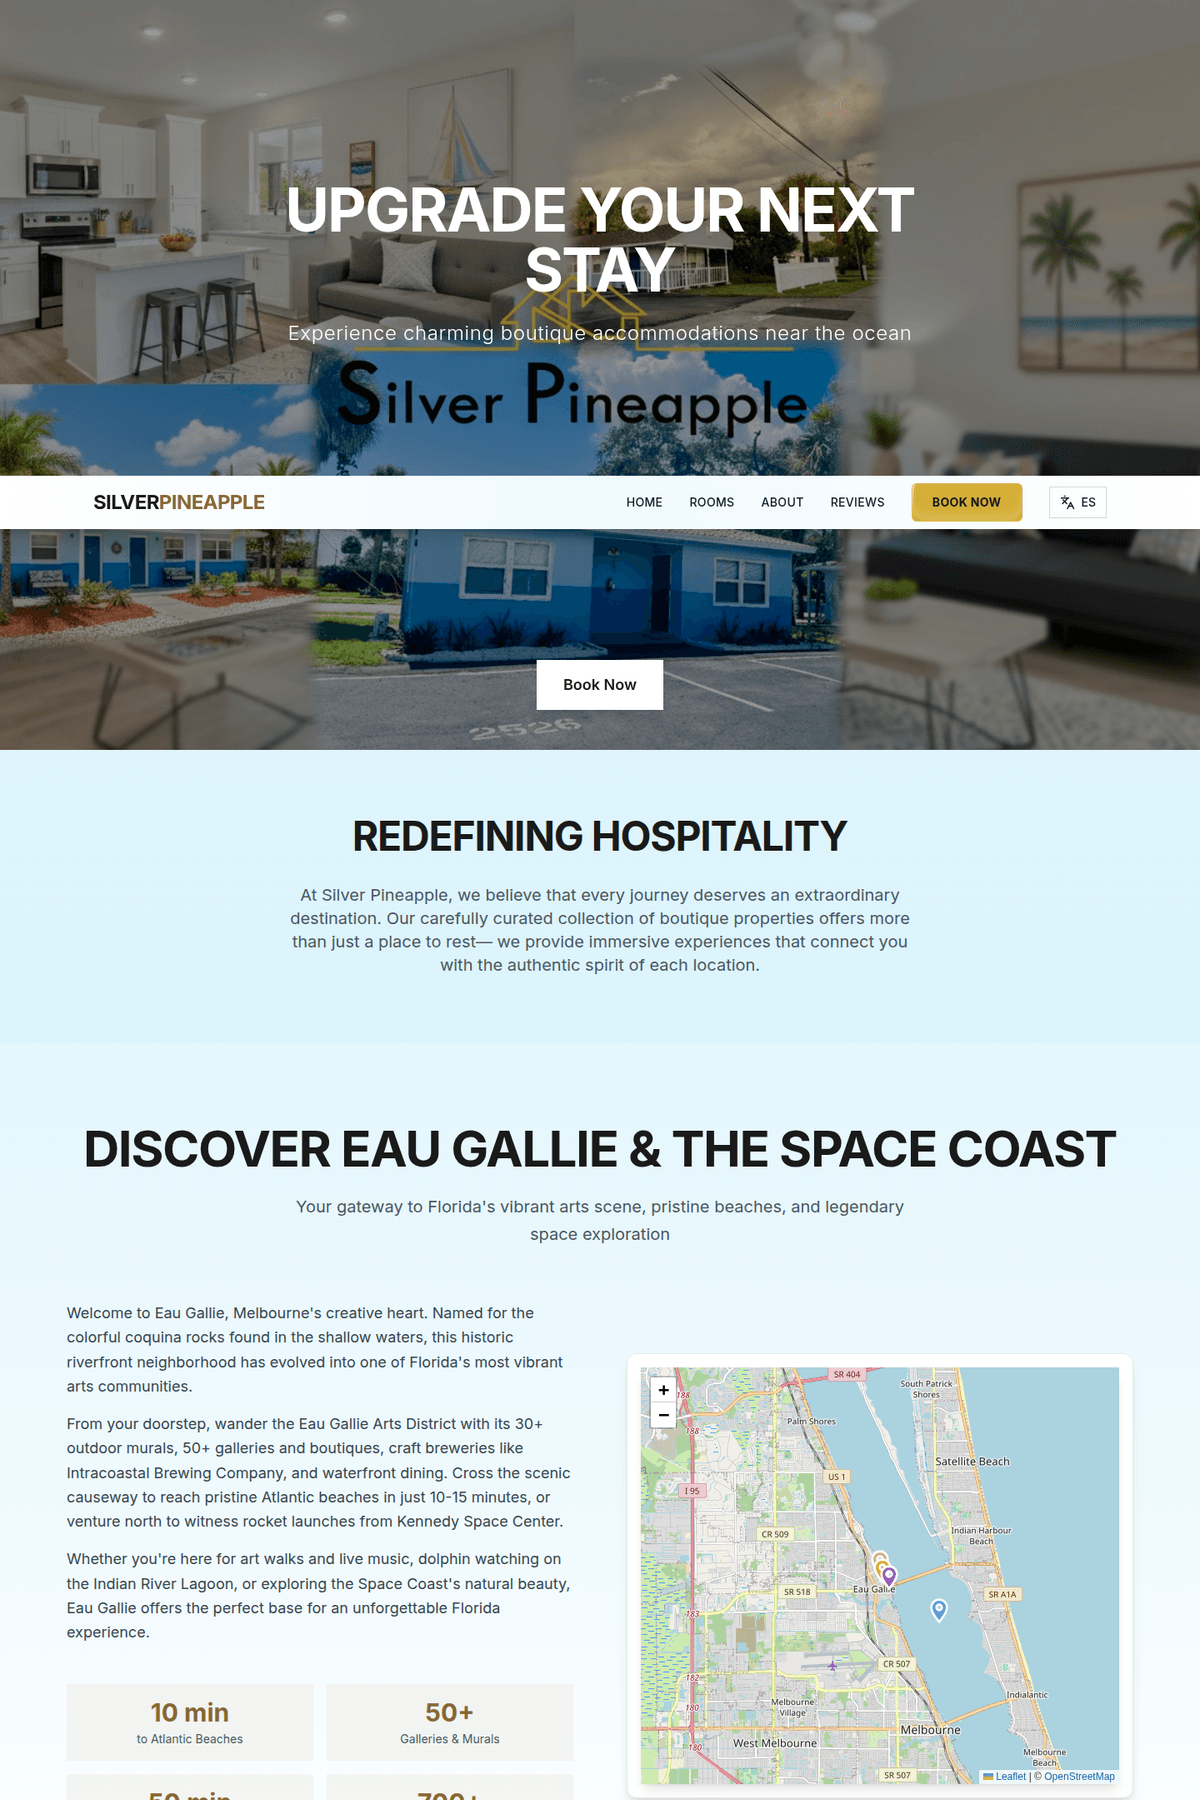 UPGRADE YOUR NEXT
STAY
Experience charming boutique accommodations near the ocean
Silver Pineapple
SILVERPINEAPPLE
HOME
ROOMS
ABOUT
REVIEWS
BOOK NOW
ES
Book Now
2526
REDEFINING HOSPITALITY
At Silver Pineapple, we believe that every journey deserves an extraordinary
destination. Our carefully curated collection of boutique properties offers more
than just a place to rest— we provide immersive experiences that connect you
with the authentic spirit of each location.
DISCOVER EAU GALLIE & THE SPACE COAST
Your gateway to Florida's vibrant arts scene, pristine beaches, and legendary
space exploration
Welcome to Eau Gallie, Melbourne's creative heart. Named for the
colorful coquina rocks found in the shallow waters, this historic
riverfront neighborhood has evolved into one of Florida's most vibrant
arts communities.
From your doorstep, wander the Eau Gallie Arts District with its 30+
outdoor murals, 50+ galleries and boutiques, craft breweries like
Intracoastal Brewing Company, and waterfront dining. Cross the scenic
causeway to reach pristine Atlantic beaches in just 10-15 minutes, or
venture north to witness rocket launches from Kennedy Space Center.
Whether you're here for art walks and live music, dolphin watching on
the Indian River Lagoon, or exploring the Space Coast's natural beauty,
Eau Gallie offers the perfect base for an unforgettable Florida
experience.
10 min
to Atlantic Beaches
50+
Galleries & Murals
50 min
700+
+
−
188
SR 404
South Patrick
Shores
Palm Shores
188
Satellite Beach
US 1
I 95
CR 509
Indian Harbour
Beach
Eau Gallie
SR 518
SR A1A
183
CR 507
182
Indialantic
Melbourne
Village
180
Melbourne
West Melbourne
180
Melbourne
Beach
SR 507
Leaflet | © OpenStreetMap